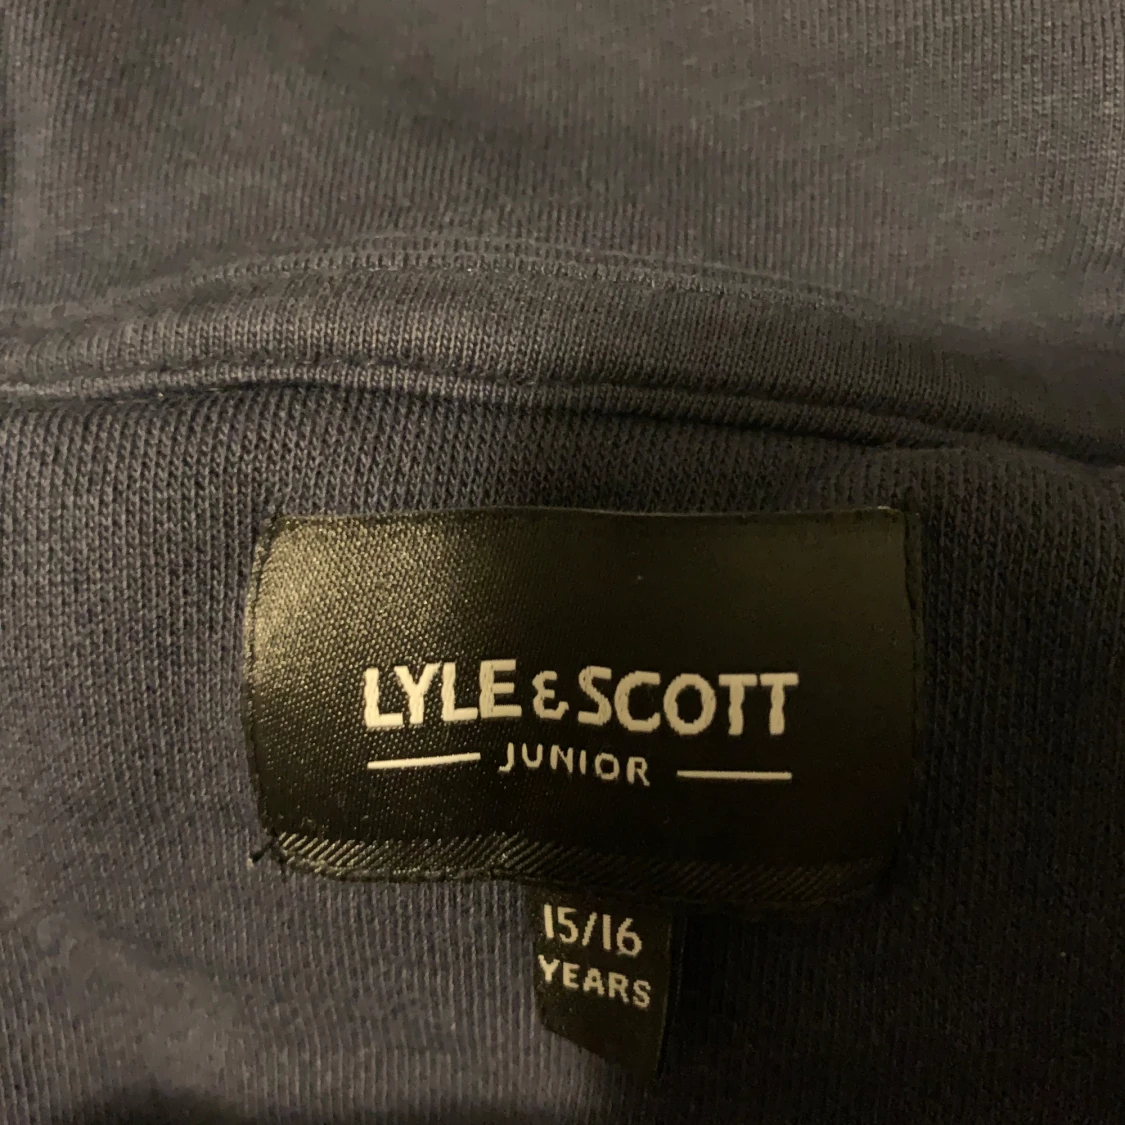 LYLE & SCOTT
JUNIOR
15/16
YEARS